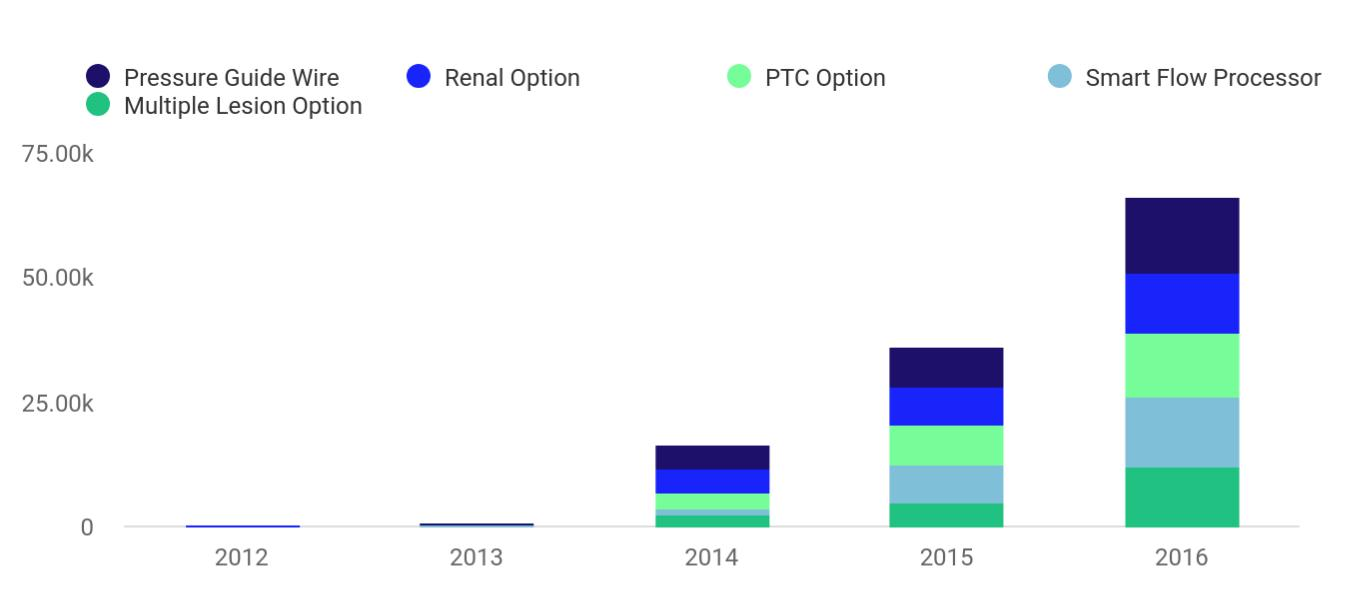 Pressure Guide Wire Renal Option PTC Option Smart Flow Processor
Multiple Lesion Option
75.00k
50.00k
25.00k
0
2012 2013 2014 2015 2016